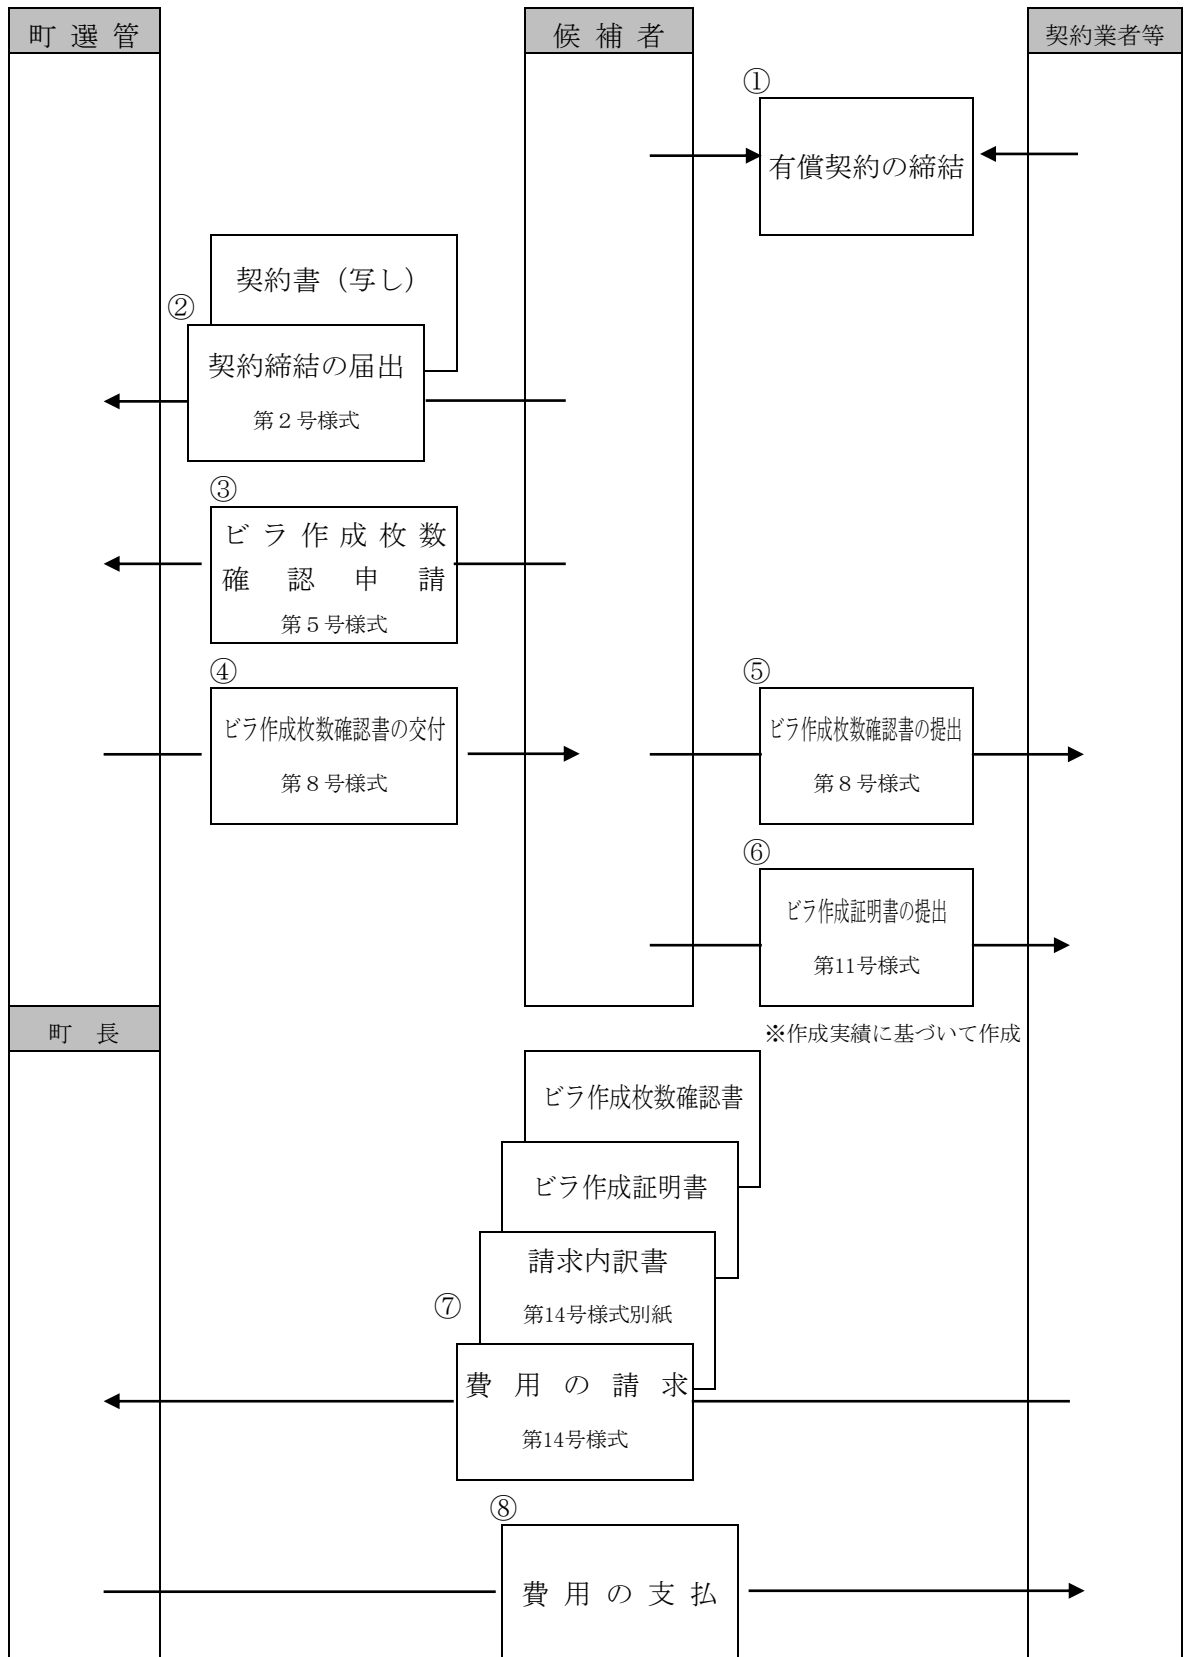 町 選 管
候 補 者
契約業者等
①
有償契約の締結
契約書（写し）
②
契約締結の届出
第２号様式
③
ビラ作成枚数
確認申請
第５号様式
④
ビラ作成枚数確認書の交付
第８号様式
⑤
ビラ作成枚数確認書の提出
第８号様式
⑥
ビラ作成証明書の提出
第11号様式
※作成実績に基づいて作成
町 長
ビラ作成枚数確認書
ビラ作成証明書
請求内訳書
第14号様式別紙
⑦
費用の請求
第14号様式
⑧
費用の支払